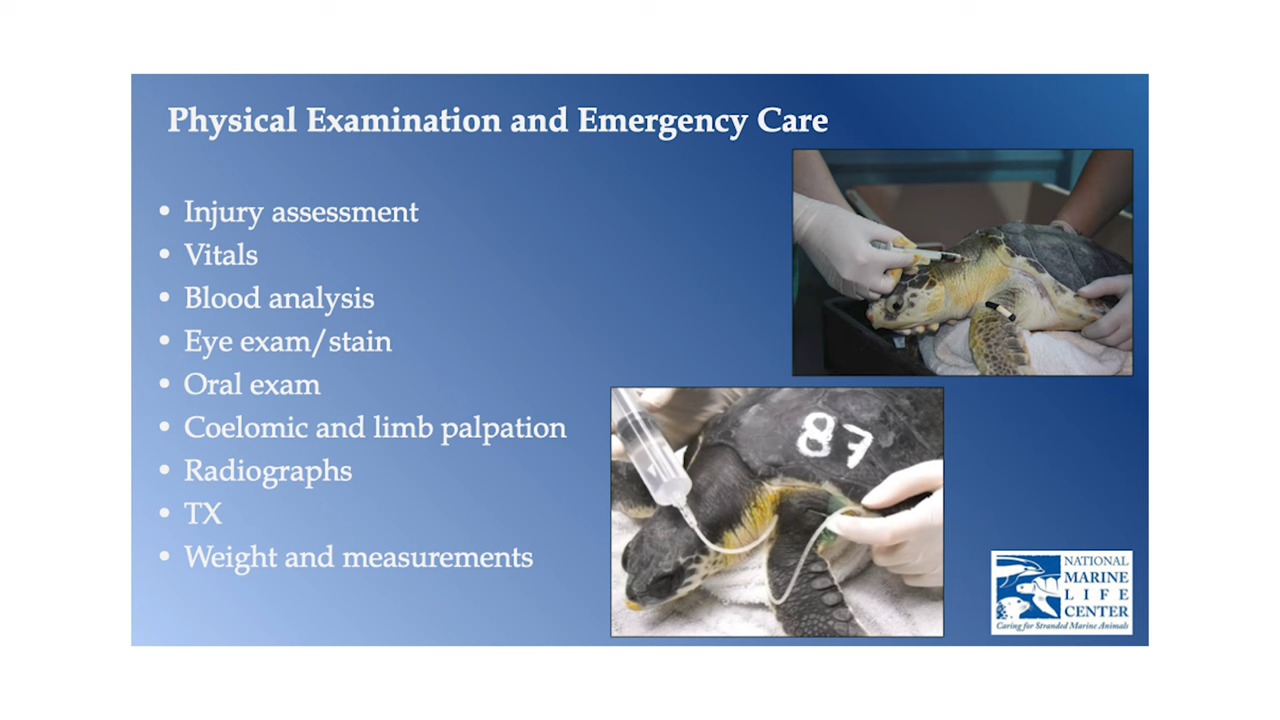 Physical Examination and Emergency Care
• Injury assessment
• Vitals
• Blood analysis
• Eye exam/stain
• Oral exam
• Coelomic and limb palpation
• Radiographs
• TX
• Weight and measurements
87
NATIONAL
MARINE
LIFE
CENTER
Caring for Stranded Marine Animals